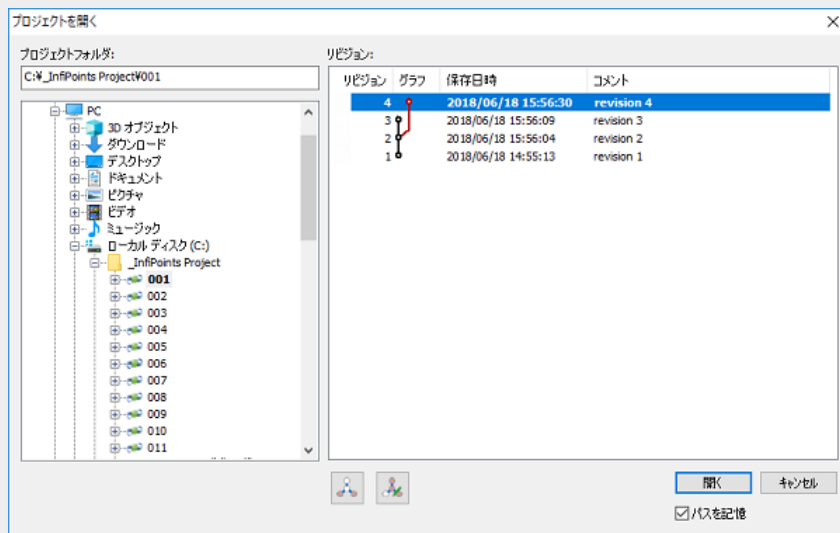 プロジェクトを開く
プロジェクトフォルダ:
C:¥_InfiPoints Project¥001
PC
3D オブジェクト
ダウンロード
デスクトップ
ドキュメント
ピクチャ
ビデオ
ミュージック
ローカル ディスク (C:)
_InfiPoints Project
001
002
003
004
005
006
007
008
009
010
011
リビジョン:
リビジョン グラフ 保存日時 コメント
4 2018/06/18 15:56:30 revision 4
3 2018/06/18 15:56:09 revision 3
2 2018/06/18 15:56:04 revision 2
1 2018/06/18 14:55:13 revision 1
開く キャンセル
パスを記憶